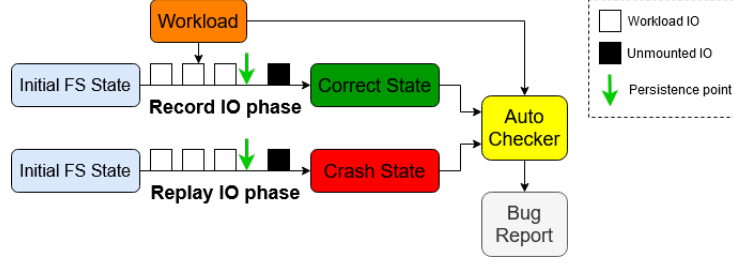 Workload
Workload IO
Unmounted IO
Persistence point
Initial FS State
Record IO phase
Correct State
Auto
Checker
Initial FS State
Replay IO phase
Crash State
Bug
Report